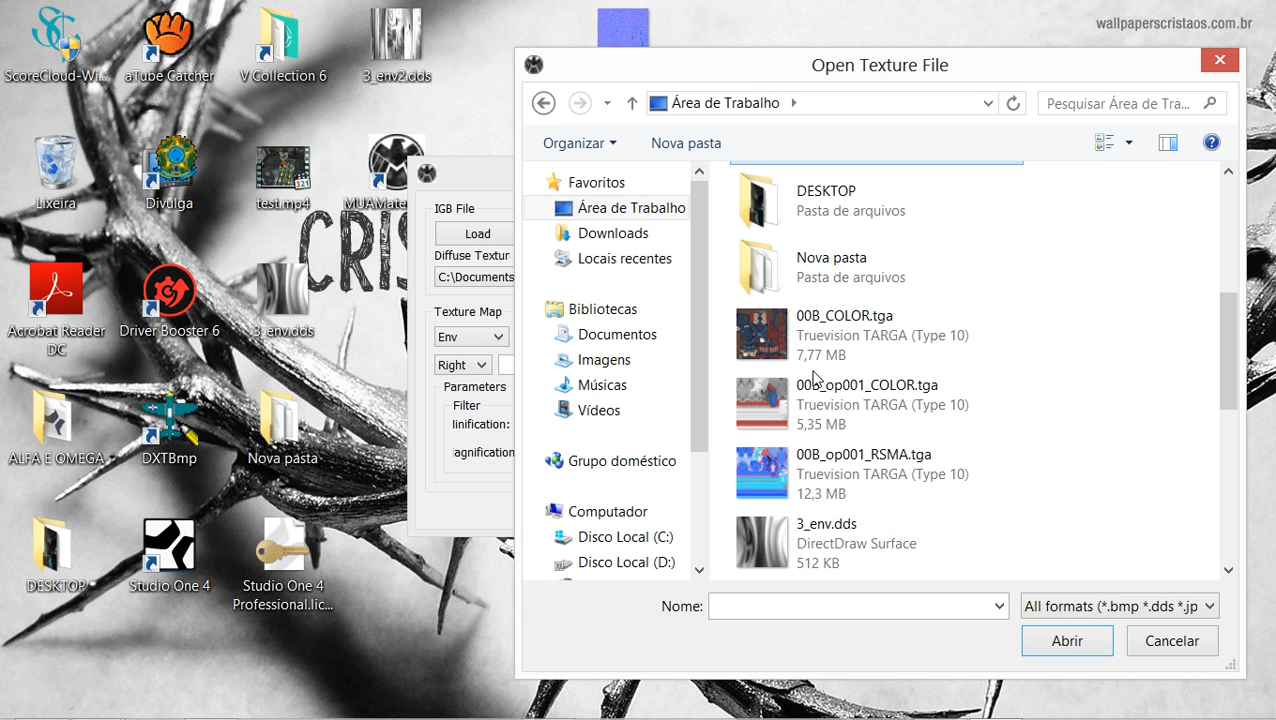 wallpaperscristaos.com.br
ScoreCloud-Wi...
aTube Catcher
V Collection 6
3_env2.dds
Lixeira
Divulga
test.mp4
MUAMate
CRIS
Acrobat Reader
DC
Driver Booster 6
3_env.dds
ALFA E OMEGA
DXTBmp
Nova pasta
DESKTOP
Studio One 4
Studio One 4
Professional.lic...
IGB File
Load
Diffuse Textur
C:\Documents
Texture Map
Env
Right
Parameters
Filter
linification:
agnification
Open Texture File
Área de Trabalho
Pesquisar Área de Tra...
Organizar
Nova pasta
Favoritos
Área de Trabalho
Downloads
Locais recentes
Bibliotecas
Documentos
Imagens
Músicas
Vídeos
Grupo doméstico
Computador
Disco Local (C:)
Disco Local (D:)
DESKTOP
Pasta de arquivos
Nova pasta
Pasta de arquivos
00B_COLOR.tga
Truevision TARGA (Type 10)
7,77 MB
00B_op001_COLOR.tga
Truevision TARGA (Type 10)
5,35 MB
00B_op001_RSMA.tga
Truevision TARGA (Type 10)
12,3 MB
3_env.dds
DirectDraw Surface
512 KB
Nome:
All formats (*.bmp *.dds *.jp
Abrir
Cancelar